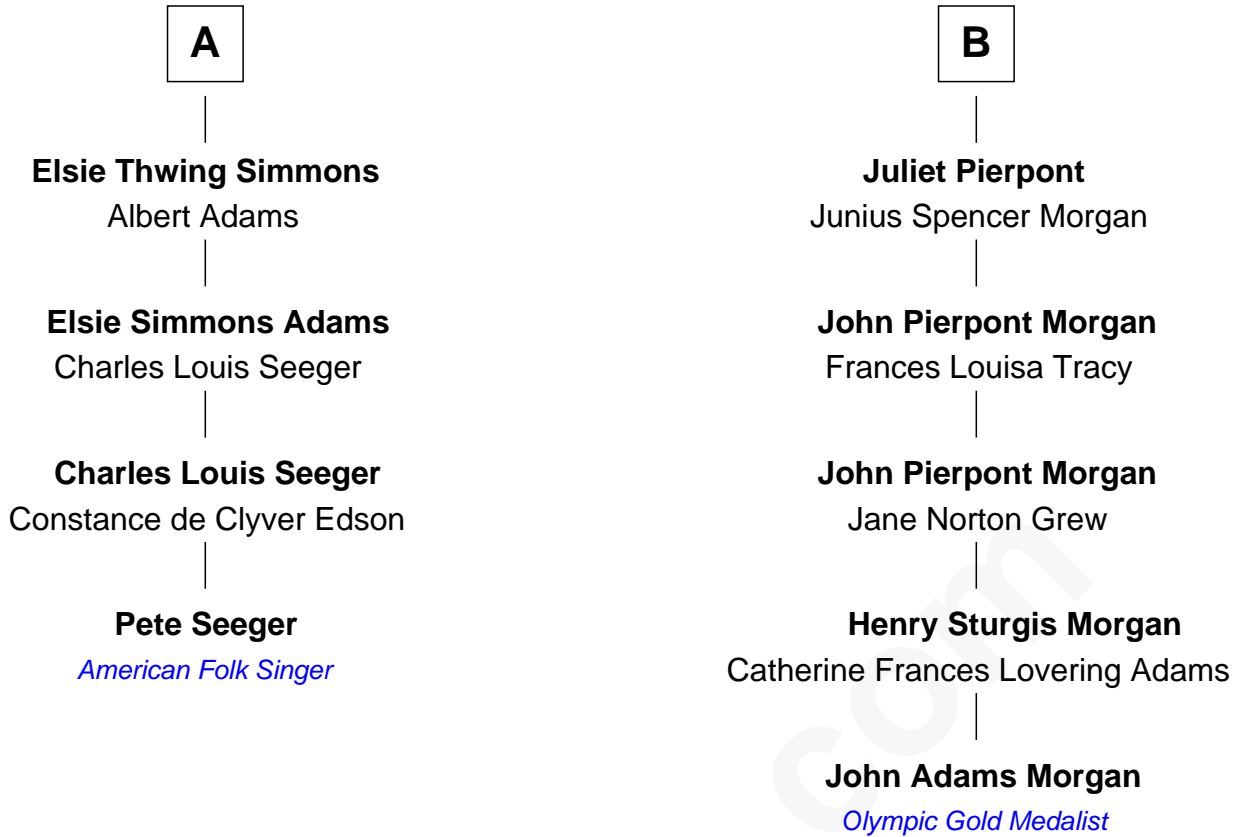 A
Elsie Thwing Simmons
Albert Adams
Elsie Simmons Adams
Charles Louis Seeger
Charles Louis Seeger
Constance de Clyver Edson
Pete Seeger
American Folk Singer
B
Juliet Pierpont
Junius Spencer Morgan
John Pierpont Morgan
Frances Louisa Tracy
John Pierpont Morgan
Jane Norton Grew
Henry Sturgis Morgan
Catherine Frances Lovering Adams
John Adams Morgan
Olympic Gold Medalist
com